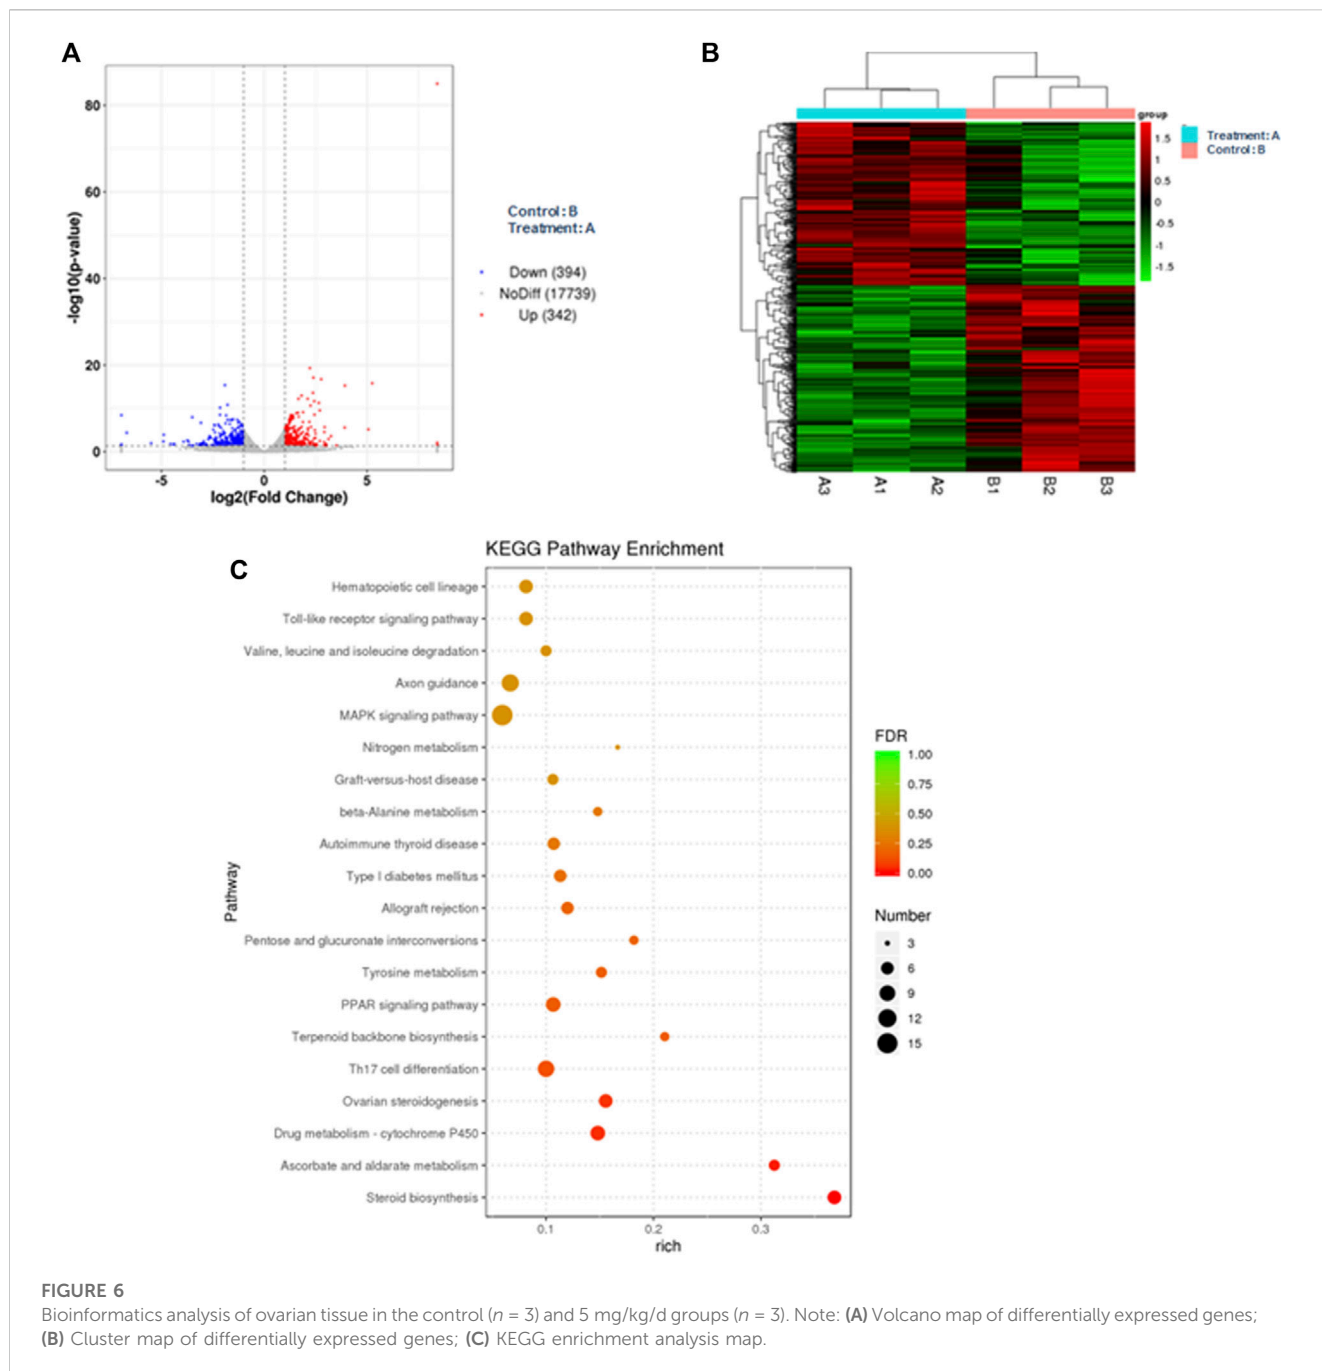 A
80
60
40
20
0
-log10(p-value)
-5
0
5
log2(Fold Change)
Control: B
Treatment: A
Down (394)
NoDiff (17739)
Up (342)
B
group
1.5
1
0.5
0
-0.5
-1
-1.5
Treatment: A
Control: B
A3
A1
A2
B1
B2
B3
C
KEGG Pathway Enrichment
Pathway
Hematopoietic cell lineage
Toll-like receptor signaling pathway
Valine, leucine and isoleucine degradation
Axon guidance
MAPK signaling pathway
Nitrogen metabolism
Graft-versus-host disease
beta-Alanine metabolism
Autoimmune thyroid disease
Type I diabetes mellitus
Allograft rejection
Pentose and glucuronate interconversions
Tyrosine metabolism
PPAR signaling pathway
Terpenoid backbone biosynthesis
Th17 cell differentiation
Ovarian steroidogenesis
Drug metabolism - cytochrome P450
Ascorbate and aldarate metabolism
Steroid biosynthesis
0.1
0.2
0.3
rich
FDR
1.00
0.75
0.50
0.25
0.00
Number
3
6
9
12
15
FIGURE 6
Bioinformatics analysis of ovarian tissue in the control (n = 3) and 5 mg/kg/d groups (n = 3). Note: (A) Volcano map of differentially expressed genes;
(B) Cluster map of differentially expressed genes; (C) KEGG enrichment analysis map.